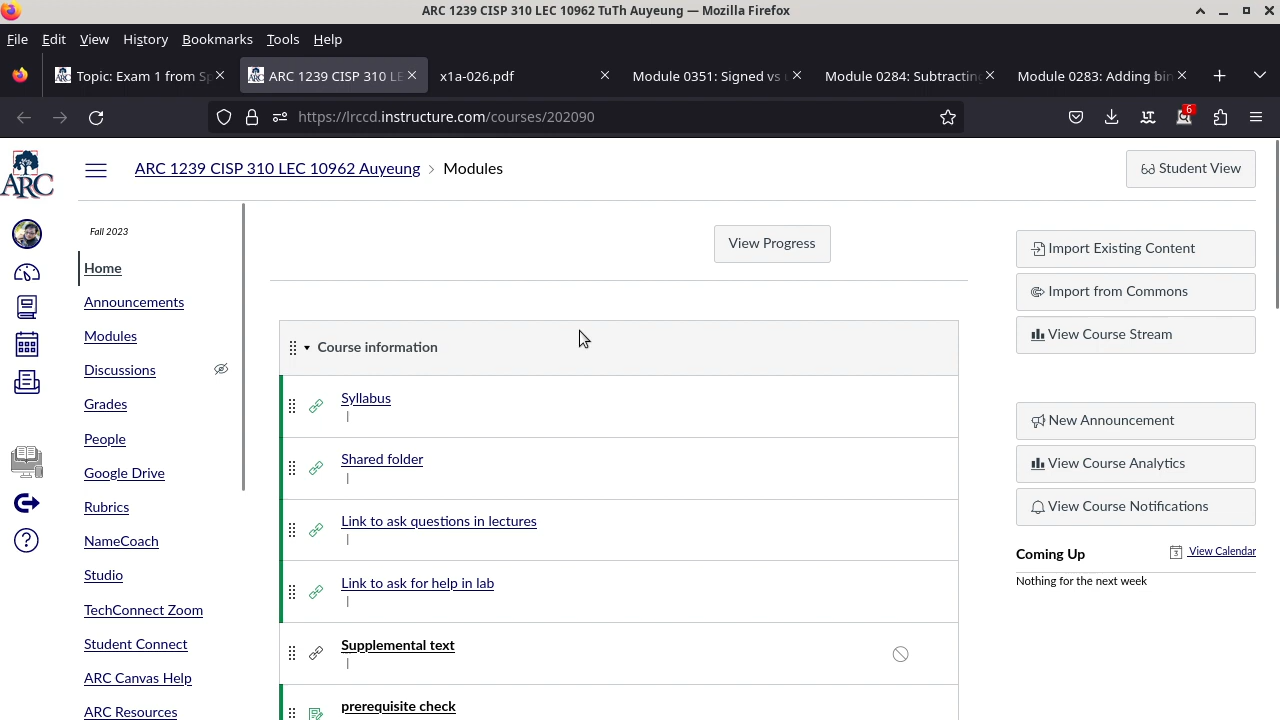 ARC 1239 CISP 310 LEC 10962 TuTh Auyeung — Mozilla Firefox
File Edit View History Bookmarks Tools Help
Topic: Exam 1 from Sp
ARC 1239 CISP 310 LE
x1a-026.pdf
Module 0351: Signed vs
Module 0284: Subtractin
Module 0283: Adding bin
https://lrccd.instructure.com/courses/202090
6
ARC
ARC 1239 CISP 310 LEC 10962 Auyeung > Modules
Student View
Fall 2023
Home
Announcements
Modules
Discussions
Grades
People
Google Drive
Rubrics
NameCoach
Studio
TechConnect Zoom
Student Connect
ARC Canvas Help
ARC Resources
View Progress
Course information
Syllabus
|
Shared folder
|
Link to ask questions in lectures
|
Link to ask for help in lab
|
Supplemental text
|
prerequisite check
Import Existing Content
Import from Commons
View Course Stream
New Announcement
View Course Analytics
View Course Notifications
Coming Up
View Calendar
Nothing for the next week